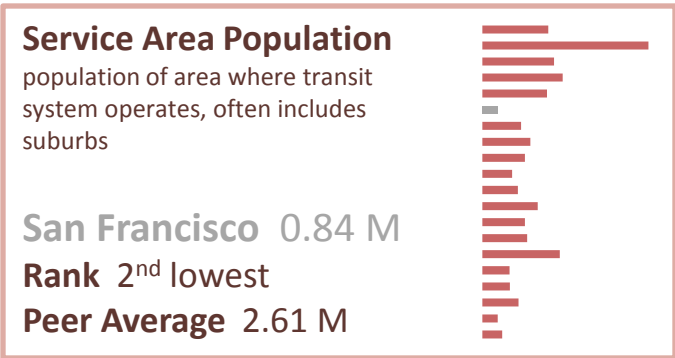 Service Area Population
population of area where transit
system operates, often includes
suburbs
San Francisco 0.84 M
Rank 2nd lowest
Peer Average 2.61 M